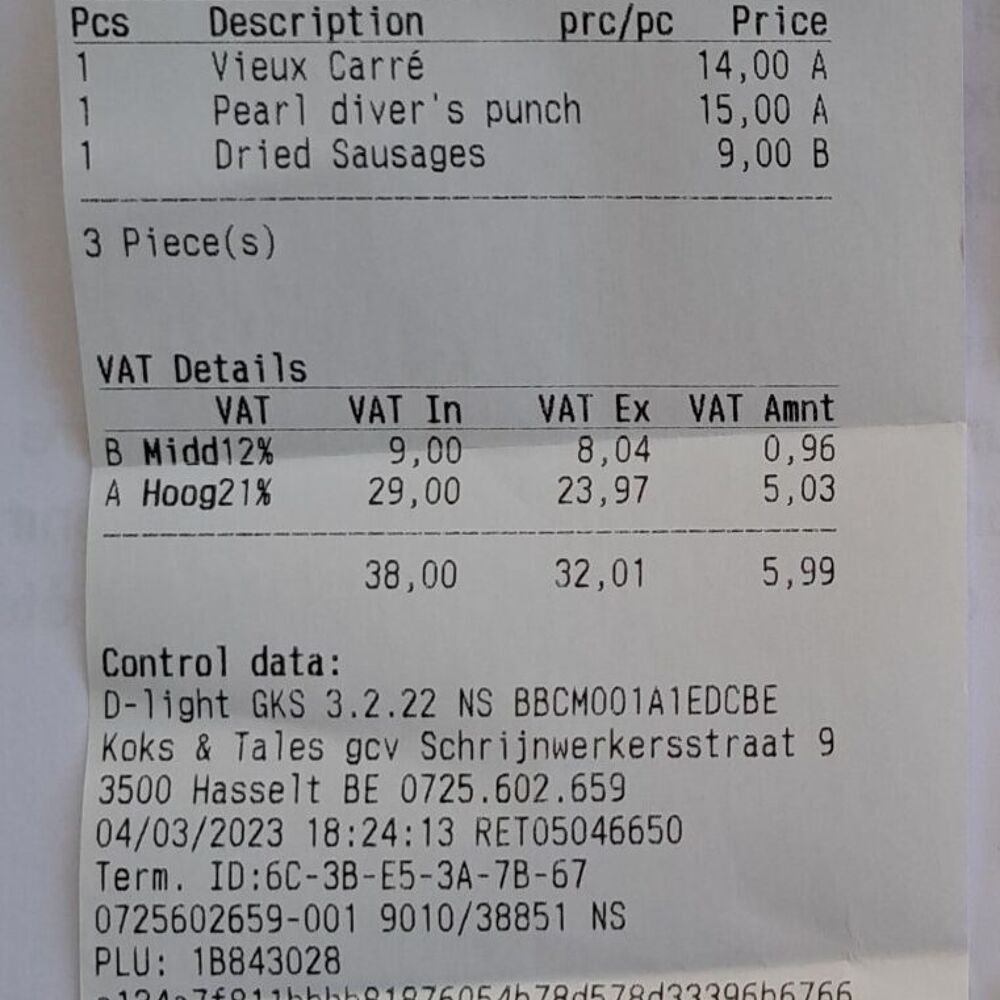 Pcs Description prc/pc Price
1 Vieux Carré 14,00 A
1 Pearl diver's punch 15,00 A
1 Dried Sausages 9,00 B
3 Piece(s)
VAT Details
VAT VAT In VAT Ex VAT Amnt
B Midd12% 9,00 8,04 0,96
A Hoog21% 29,00 23,97 5,03
38,00 32,01 5,99
Control data:
D-light GKS 3.2.22 NS BBCM001A1EDCBE
Koks & Tales gcv Schrijnwerkersstraat 9
3500 Hasselt BE 0725.602.659
04/03/2023 18:24:13 RET05046650
Term. ID:6C-3B-E5-3A-7B-67
0725602659-001 9010/38851 NS
PLU: 1B843028